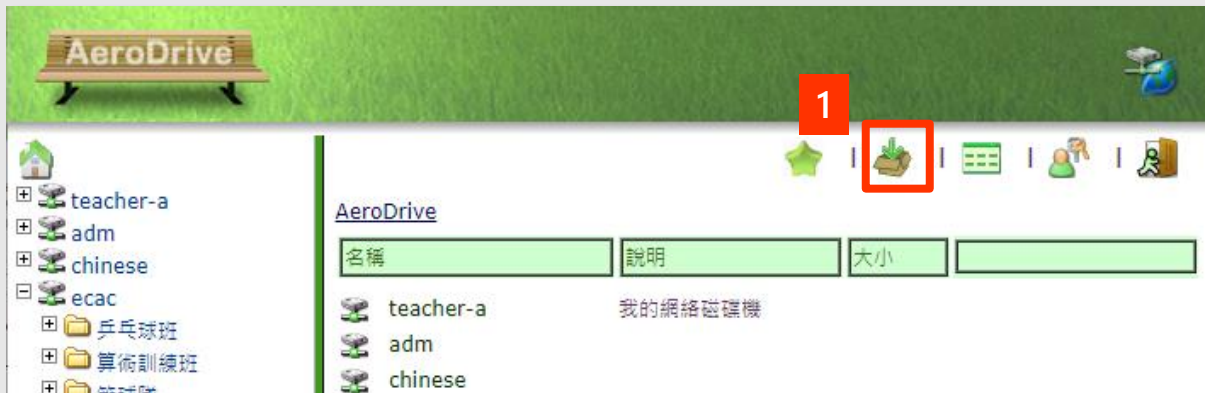 AeroDrive
1
teacher-a
adm
chinese
ecac
乒乓球班
算術訓練班
AeroDrive
名稱 說明 大小
teacher-a 我的網絡磁碟機
adm
chinese